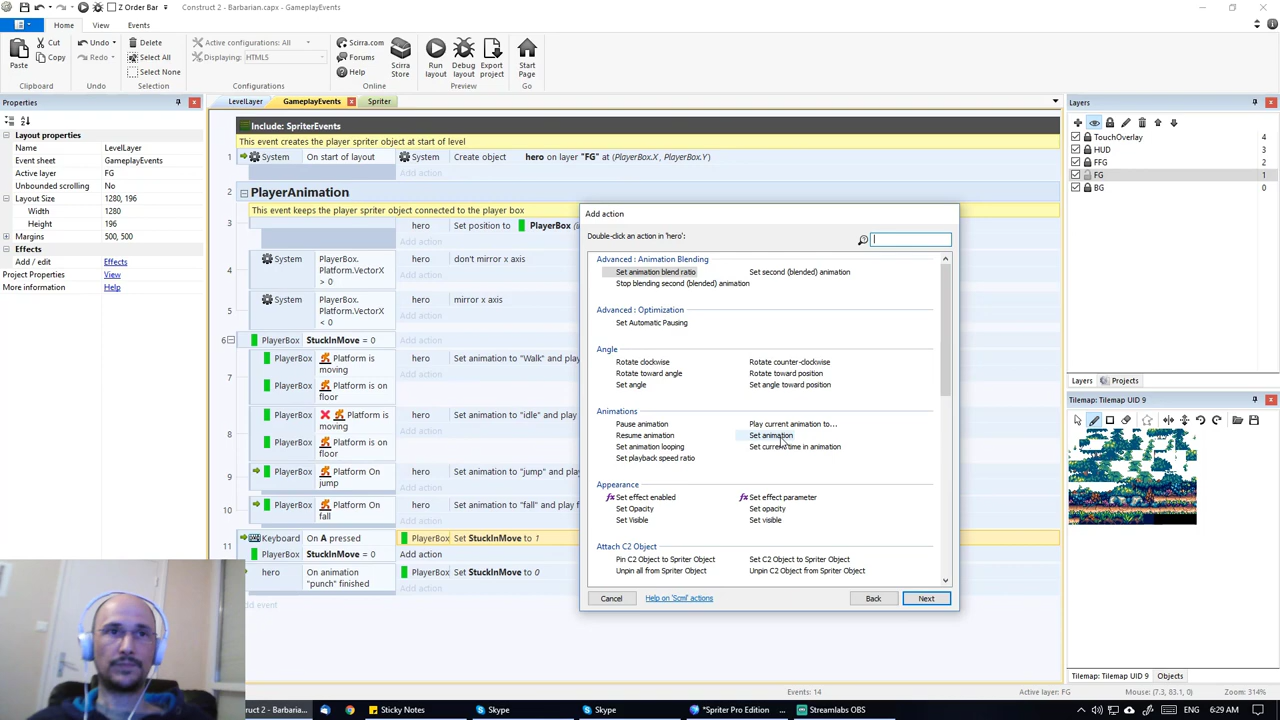 Z Order Bar
Construct 2 - Barbarian.capx - GameplayEvents
Home View Events
Paste
Cut
Copy
Clipboard
Undo
Redo
Undo
Delete
Select All
Select None
Selection
Active configurations: All
Displaying: HTML5
Configurations
Scirra.com
Forums
Help
Scirra Store
Online
Run layout
Debug layout
Export project
Preview
Start Page
Go
Properties
Layout properties
Name LevelLayer
Event sheet GameplayEvents
Active layer FG
Unbounded scrolling No
Layout Size 1280, 196
Width 1280
Height 196
Margins 500, 500
Effects
Add / edit Effects
Project Properties View
More information Help
LevelLayer GameplayEvents Spriter
Include: SpriterEvents
This event creates the player spriter object at start of level
1 System On start of layout System Create object hero on layer "FG" at (PlayerBox.X , PlayerBox.Y)
Add action
2 PlayerAnimation
This event keeps the player spriter object connected to the player box
3 hero Set position to PlayerBox
Add action
4 System PlayerBox. Platform.VectorX > 0 hero don't mirror x axis
Add action
5 System PlayerBox. Platform.VectorX < 0 hero mirror x axis
Add action
6 PlayerBox StuckInMove = 0 Add action
7 PlayerBox Platform is moving hero Set animation to "Walk" and play
PlayerBox Platform is on floor Add action
8 PlayerBox Platform is moving hero Set animation to "idle" and play
PlayerBox Platform is on floor Add action
9 PlayerBox Platform On jump hero Set animation to "jump" and play
Add action
10 PlayerBox Platform On fall hero Set animation to "fall" and play f
Add action
11 Keyboard On A pressed PlayerBox Set StuckInMove to 1
PlayerBox StuckInMove = 0 Add action
hero On animation "punch" finished PlayerBox Set StuckInMove to 0
Add action
Add event
Add action
Double-click an action in 'hero':
Advanced : Animation Blending
Set animation blend ratio Set second (blended) animation
Stop blending second (blended) animation
Advanced : Optimization
Set Automatic Pausing
Angle
Rotate clockwise Rotate counter-clockwise
Rotate toward angle Rotate toward position
Set angle Set angle toward position
Animations
Pause animation Play current animation to...
Resume animation Set animation
Set animation looping Set current time in animation
Set playback speed ratio
Appearance
Set effect enabled Set effect parameter
Set Opacity Set opacity
Set Visible Set visible
Attach C2 Object
Pin C2 Object to Spriter Object Set C2 Object to Spriter Object
Unpin all from Spriter Object Unpin C2 Object from Spriter Object
Cancel Help on 'Scml' actions Back Next
Layers
TouchOverlay 4
HUD 3
FFG 2
FG 1
BG 0
Layers Projects
Tilemap: Tilemap UID 9
Tilemap: Tilemap UID 9 Objects
Events: 14 Active layer: FG Mouse: (7.3, 83.1, 0) Zoom: 314%
nstruct 2 - Barbarian... Sticky Notes Skype Skype *Spriter Pro Edition ... Streamlabs OBS 6:29 AM